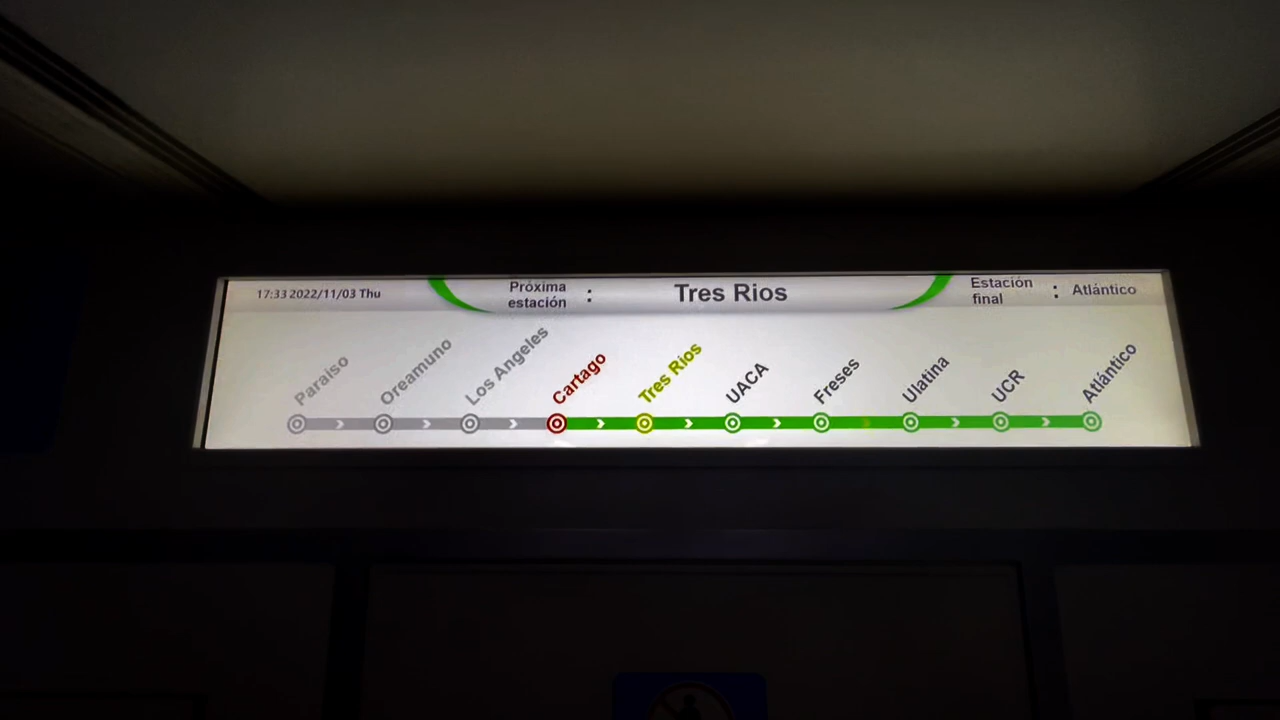 17:33 2022/11/03 Thu
Próxima
estación :
Tres Rios
Estación
final : Atlántico
Paraiso
Oreamuno
Los Angeles
Cartago
Tres Rios
UACA
Freses
Ulatina
UCR
Atlántico